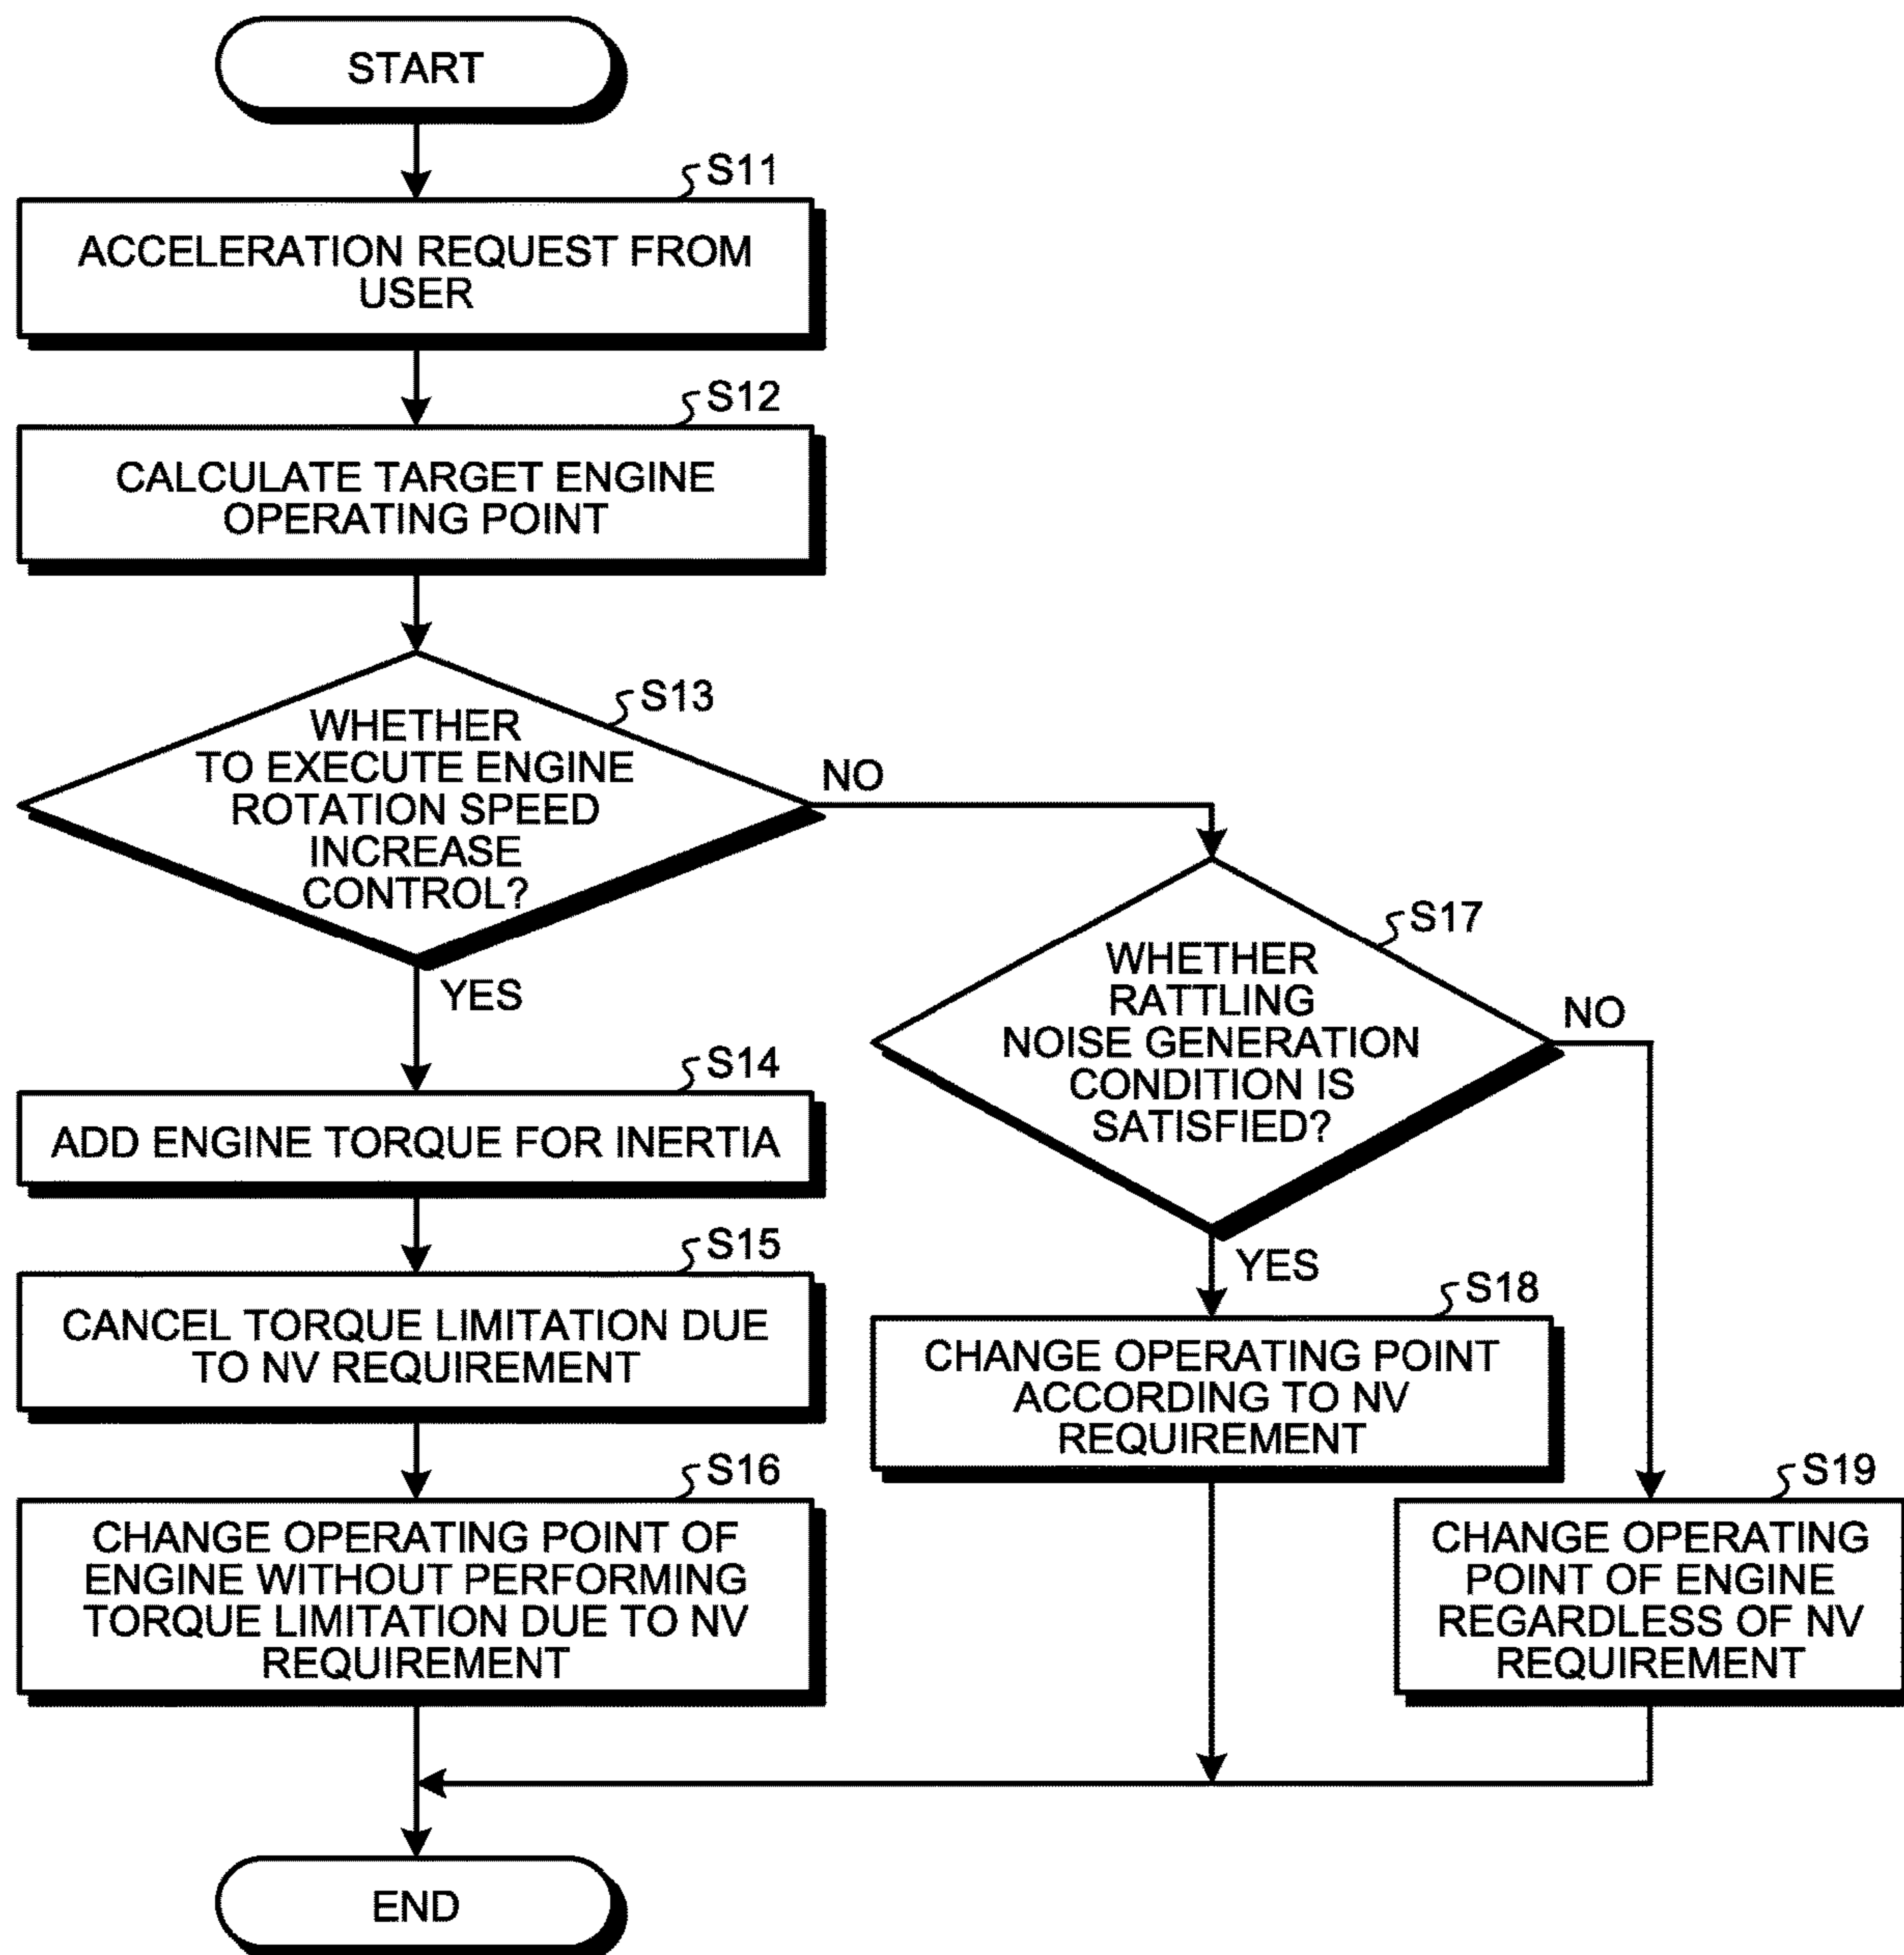 START
S11
ACCELERATION REQUEST FROM
USER
S12
CALCULATE TARGET ENGINE
OPERATING POINT
S13
WHETHER
TO EXECUTE ENGINE
ROTATION SPEED
INCREASE
CONTROL?
NO
YES
S14
ADD ENGINE TORQUE FOR INERTIA
S15
CANCEL TORQUE LIMITATION DUE
TO NV REQUIREMENT
S16
CHANGE OPERATING POINT OF
ENGINE WITHOUT PERFORMING
TORQUE LIMITATION DUE TO NV
REQUIREMENT
S17
WHETHER
RATTLING
NOISE GENERATION
CONDITION IS
SATISFIED?
NO
YES
S18
CHANGE OPERATING POINT
ACCORDING TO NV
REQUIREMENT
S19
CHANGE OPERATING
POINT OF ENGINE
REGARDLESS OF NV
REQUIREMENT
END